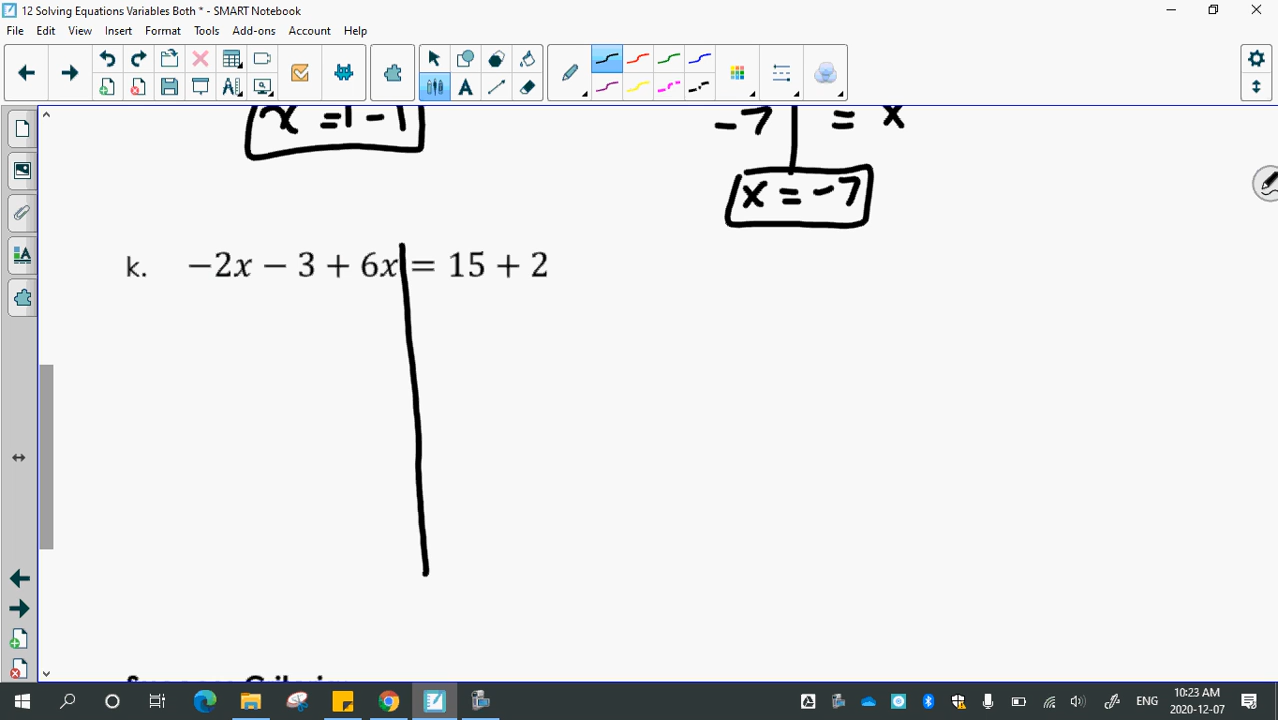 12 Solving Equations Variables Both * - SMART Notebook
File Edit View Insert Format Tools Add-ons Account Help
-7 = x
x = -7
k. −2x − 3 + 6x = 15 + 2
ENG
10:23 AM
2020-12-07